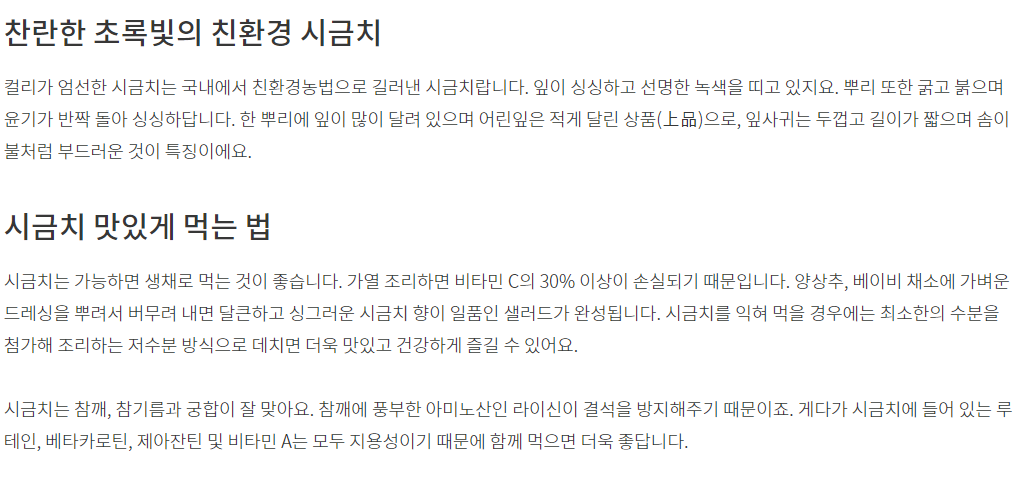 찬란한 초록빛의 친환경 시금치
컬리가 엄선한 시금치는 국내에서 친환경농법으로 길러낸 시금치랍니다. 잎이 싱싱하고 선명한 녹색을 띠고 있지요. 뿌리 또한 굵고 붉으며
윤기가 반짝 돌아 싱싱하답니다. 한 뿌리에 잎이 많이 달려 있으며 어린잎은 적게 달린 상품(上品)으로, 잎사귀는 두껍고 길이가 짧으며 솜이
불처럼 부드러운 것이 특징이에요.
시금치 맛있게 먹는 법
시금치는 가능하면 생채로 먹는 것이 좋습니다. 가열 조리하면 비타민 C의 30% 이상이 손실되기 때문입니다. 양상추, 베이비 채소에 가벼운
드레싱을 뿌려서 버무려 내면 달큰하고 싱그러운 시금치 향이 일품인 샐러드가 완성됩니다. 시금치를 익혀 먹을 경우에는 최소한의 수분을
첨가해 조리하는 저수분 방식으로 데치면 더욱 맛있고 건강하게 즐길 수 있어요.
시금치는 참깨, 참기름과 궁합이 잘 맞아요. 참깨에 풍부한 아미노산인 라이신이 결석을 방지해주기 때문이죠. 게다가 시금치에 들어 있는 루
테인, 베타카로틴, 제아잔틴 및 비타민 A는 모두 지용성이기 때문에 함께 먹으면 더욱 좋답니다.